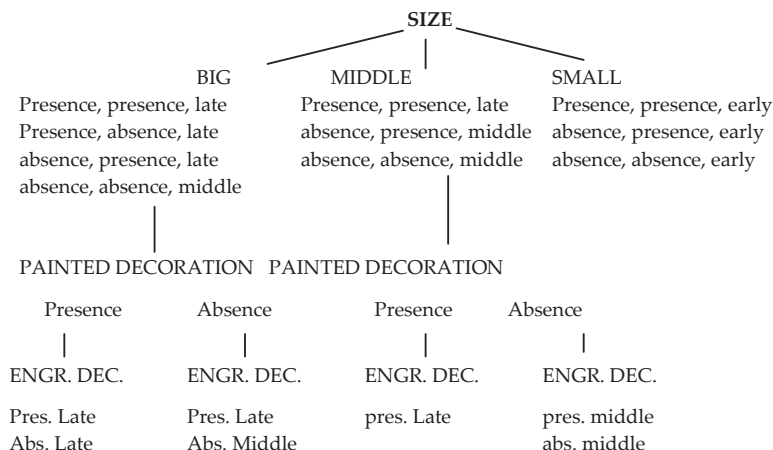 SIZE
BIG MIDDLE SMALL
Presence, presence, late Presence, presence, late Presence, presence, early
Presence, absence, late absence, presence, middle absence, presence, early
absence, presence, late absence, absence, middle absence, absence, early
absence, absence, middle
PAINTED DECORATION PAINTED DECORATION
Presence Absence Presence Absence
ENGR. DEC. ENGR. DEC. ENGR. DEC. ENGR. DEC.
Pres. Late Pres. Late pres. Late pres. middle
Abs. Late Abs. Middle abs. middle